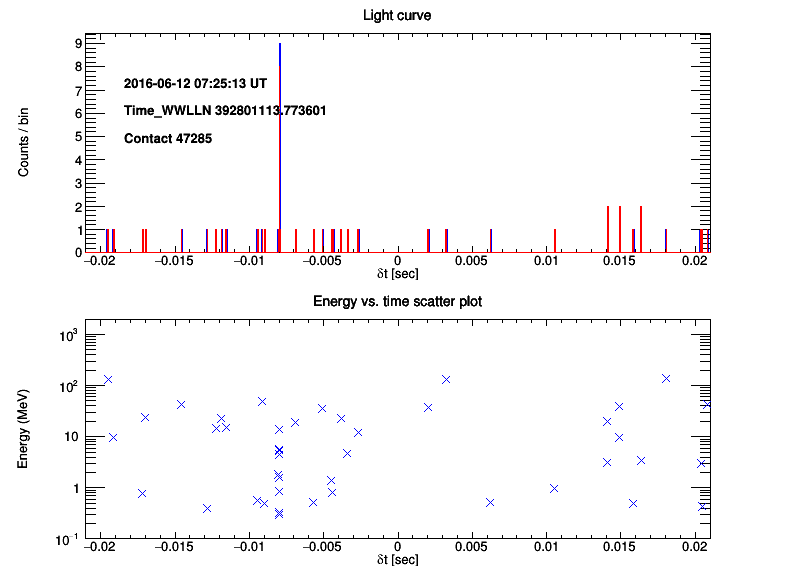 Light curve
Counts / bin
9
8
7
6
5
4
3
2
1
0
2016-06-12 07:25:13 UT
Time_WWLLN 392801113.773601
Contact 47285
−0.02 −0.015 −0.01 −0.005 0 0.005 0.01 0.015 0.02
δt [sec]
Energy vs. time scatter plot
Energy (MeV)
10³
10²
10
1
10⁻¹
−0.02 −0.015 −0.01 −0.005 0 0.005 0.01 0.015 0.02
δt [sec]